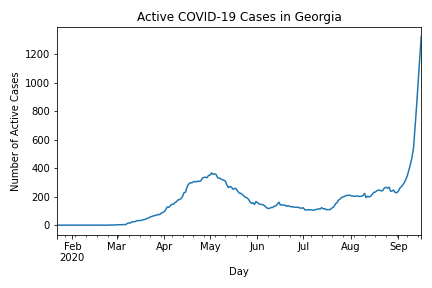 Active COVID-19 Cases in Georgia
Number of Active Cases
1200
1000
800
600
400
200
0
Feb Mar Apr May Jun Jul Aug Sep
2020
Day